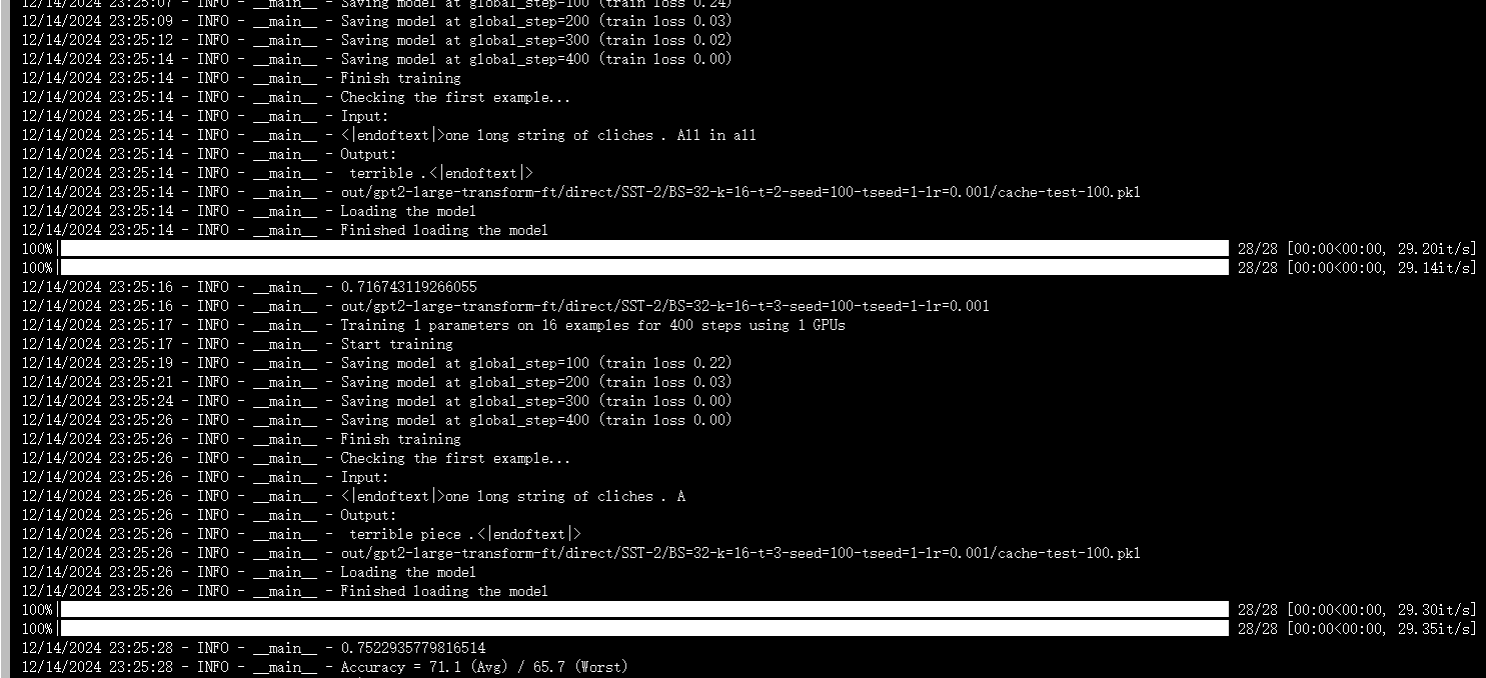 12/14/2024 23:25:07 - INFO - __main__ - Saving model at global_step=100 (train loss 0.24)
12/14/2024 23:25:09 - INFO - __main__ - Saving model at global_step=200 (train loss 0.03)
12/14/2024 23:25:12 - INFO - __main__ - Saving model at global_step=300 (train loss 0.02)
12/14/2024 23:25:14 - INFO - __main__ - Saving model at global_step=400 (train loss 0.00)
12/14/2024 23:25:14 - INFO - __main__ - Finish training
12/14/2024 23:25:14 - INFO - __main__ - Checking the first example...
12/14/2024 23:25:14 - INFO - __main__ - Input:
12/14/2024 23:25:14 - INFO - __main__ - <|endoftext|>one long string of cliches . All in all
12/14/2024 23:25:14 - INFO - __main__ - Output:
12/14/2024 23:25:14 - INFO - __main__ -  terrible .<|endoftext|>
12/14/2024 23:25:14 - INFO - __main__ - out/gpt2-large-transform-ft/direct/SST-2/BS=32-k=16-t=2-seed=100-tseed=1-lr=0.001/cache-test-100.pkl
12/14/2024 23:25:14 - INFO - __main__ - Loading the model
12/14/2024 23:25:14 - INFO - __main__ - Finished loading the model
100%| 28/28 [00:00<00:00, 29.20it/s]
100%| 28/28 [00:00<00:00, 29.14it/s]
12/14/2024 23:25:16 - INFO - __main__ - 0.716743119266055
12/14/2024 23:25:16 - INFO - __main__ - out/gpt2-large-transform-ft/direct/SST-2/BS=32-k=16-t=3-seed=100-tseed=1-lr=0.001
12/14/2024 23:25:17 - INFO - __main__ - Training 1 parameters on 16 examples for 400 steps using 1 GPUs
12/14/2024 23:25:17 - INFO - __main__ - Start training
12/14/2024 23:25:19 - INFO - __main__ - Saving model at global_step=100 (train loss 0.22)
12/14/2024 23:25:21 - INFO - __main__ - Saving model at global_step=200 (train loss 0.03)
12/14/2024 23:25:24 - INFO - __main__ - Saving model at global_step=300 (train loss 0.00)
12/14/2024 23:25:26 - INFO - __main__ - Saving model at global_step=400 (train loss 0.00)
12/14/2024 23:25:26 - INFO - __main__ - Finish training
12/14/2024 23:25:26 - INFO - __main__ - Checking the first example...
12/14/2024 23:25:26 - INFO - __main__ - Input:
12/14/2024 23:25:26 - INFO - __main__ - <|endoftext|>one long string of cliches . A
12/14/2024 23:25:26 - INFO - __main__ - Output:
12/14/2024 23:25:26 - INFO - __main__ -  terrible piece .<|endoftext|>
12/14/2024 23:25:26 - INFO - __main__ - out/gpt2-large-transform-ft/direct/SST-2/BS=32-k=16-t=3-seed=100-tseed=1-lr=0.001/cache-test-100.pkl
12/14/2024 23:25:26 - INFO - __main__ - Loading the model
12/14/2024 23:25:26 - INFO - __main__ - Finished loading the model
100%| 28/28 [00:00<00:00, 29.30it/s]
100%| 28/28 [00:00<00:00, 29.35it/s]
12/14/2024 23:25:28 - INFO - __main__ - 0.7522935779816514
12/14/2024 23:25:28 - INFO - __main__ - Accuracy = 71.1 (Avg) / 65.7 (Worst)